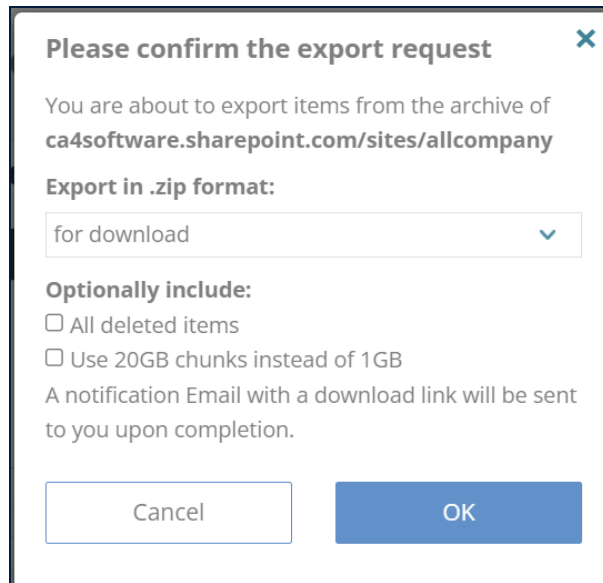 Please confirm the export request
You are about to export items from the archive of
ca4software.sharepoint.com/sites/allcompany
Export in .zip format:
for download
Optionally include:
All deleted items
Use 20GB chunks instead of 1GB
A notification Email with a download link will be sent
to you upon completion.
Cancel
OK